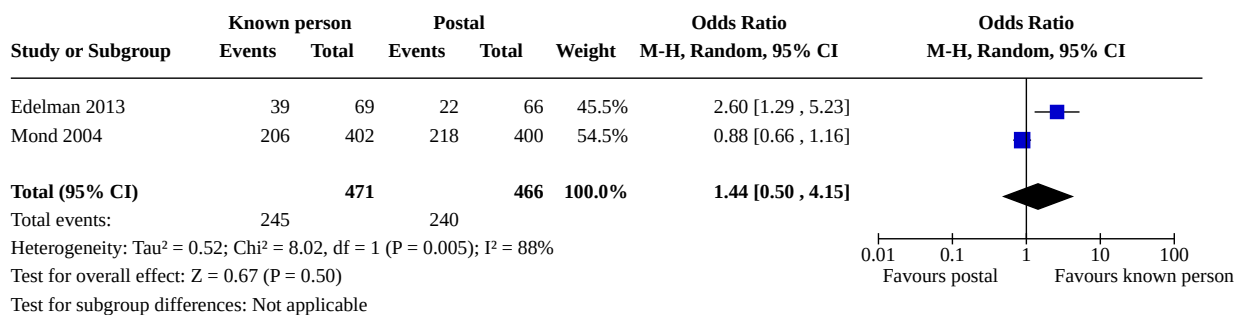 Known person Postal Odds Ratio Odds Ratio
Study or Subgroup Events Total Events Total Weight M-H, Random, 95% CI M-H, Random, 95% CI
Edelman 2013 39 69 22 66 45.5% 2.60 [1.29 , 5.23]
Mond 2004 206 402 218 400 54.5% 0.88 [0.66 , 1.16]
Total (95% CI) 471 466 100.0% 1.44 [0.50 , 4.15]
Total events: 245 240
Heterogeneity: Tau² = 0.52; Chi² = 8.02, df = 1 (P = 0.005); I² = 88%
0.01 0.1 1 10 100
Test for overall effect: Z = 0.67 (P = 0.50)
Favours postal Favours known person
Test for subgroup differences: Not applicable